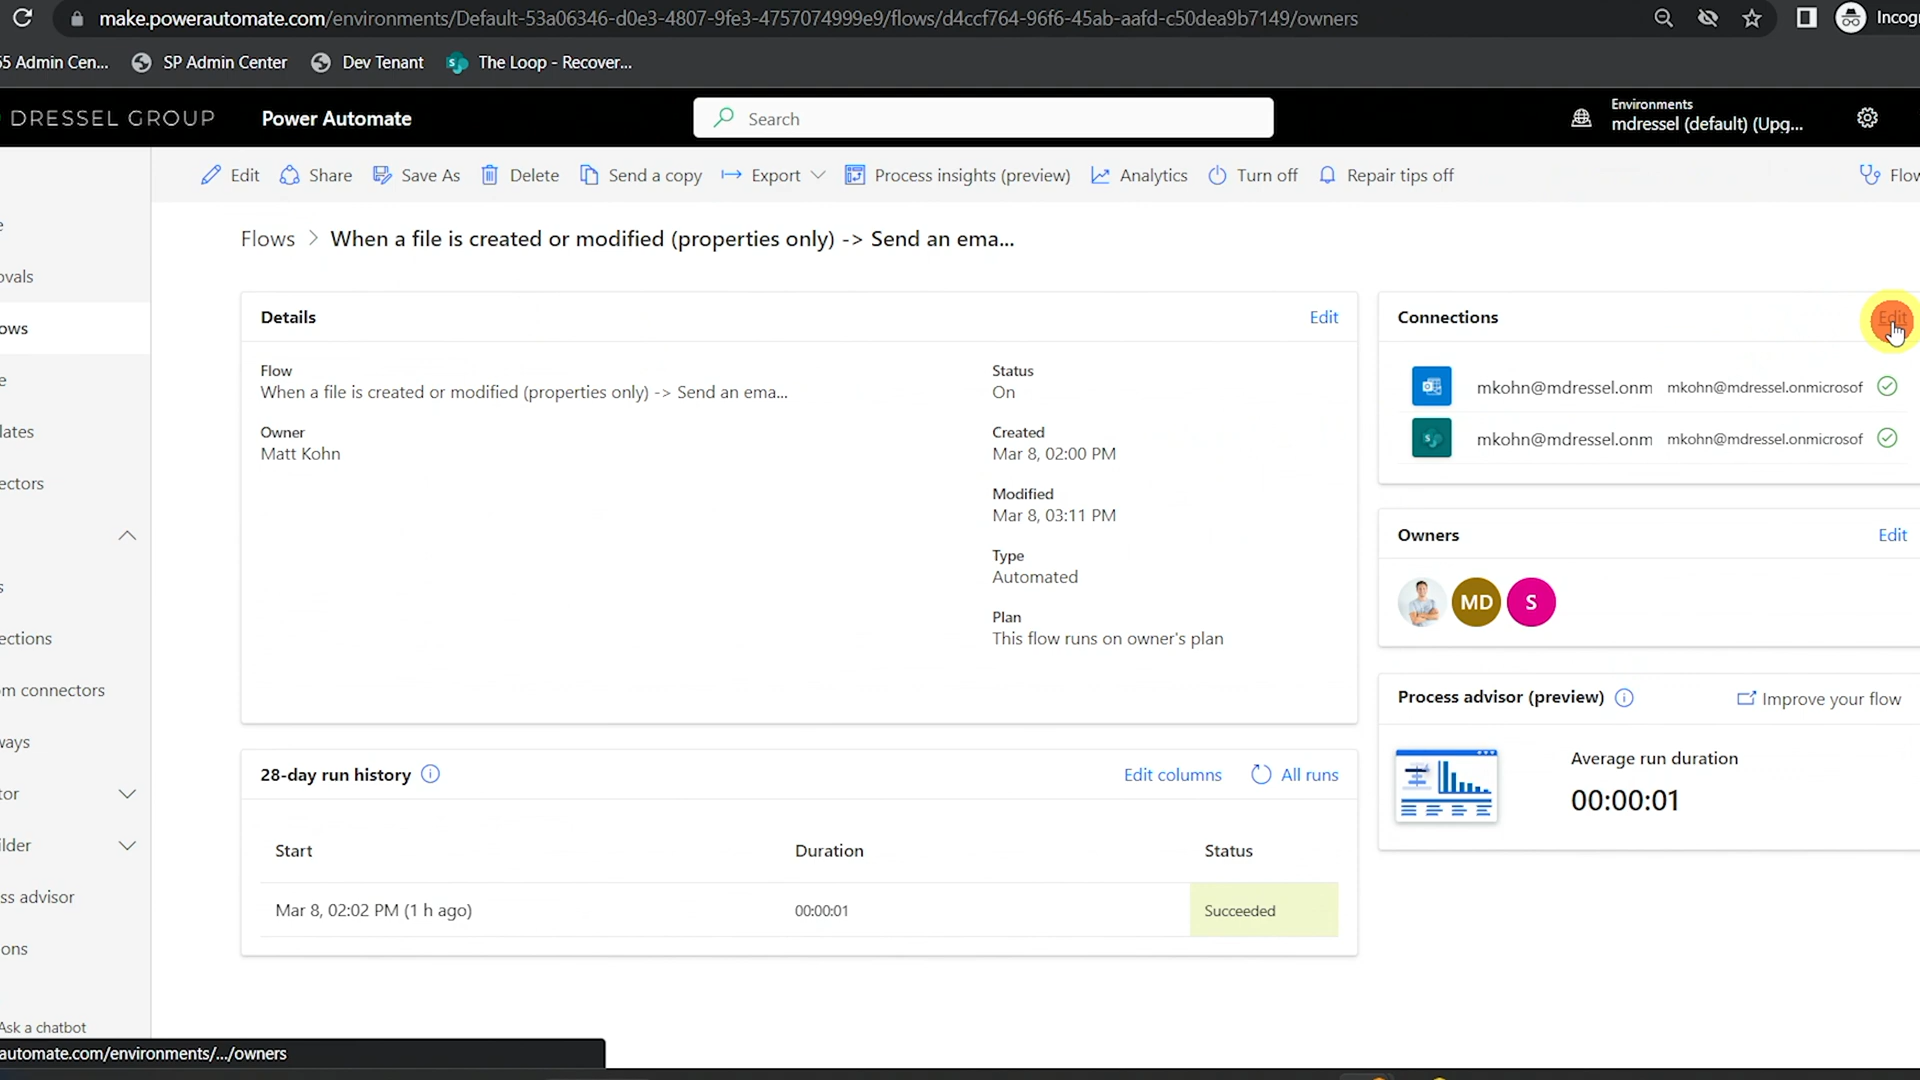 make.powerautomate.com/environments/Default-53a06346-d0e3-4807-9fe3-4757074999e9/flows/d4ccf764-96f6-45ab-aafd-c50dea9b7149/owners
Incog
5 Admin Cen...
SP Admin Center
Dev Tenant
The Loop - Recover...
DRESSEL GROUP
Power Automate
Search
Environments
mdressel (default) (Upg...
Edit
Share
Save As
Delete
Send a copy
Export
Process insights (preview)
Analytics
Turn off
Repair tips off
Flow
Flows > When a file is created or modified (properties only) -> Send an ema...
e
ovals
ows
e
lates
ectors
s
ections
m connectors
ways
tor
ilder
ss advisor
ons
Ask a chatbot
automate.com/environments/.../owners
Details
Edit
Flow
When a file is created or modified (properties only) -> Send an ema...
Owner
Matt Kohn
Status
On
Created
Mar 8, 02:00 PM
Modified
Mar 8, 03:11 PM
Type
Automated
Plan
This flow runs on owner's plan
28-day run history
Edit columns
All runs
Start
Duration
Status
Mar 8, 02:02 PM (1 h ago)
00:00:01
Succeeded
Connections
Edit
mkohn@mdressel.onm
mkohn@mdressel.onmicrosof
mkohn@mdressel.onm
mkohn@mdressel.onmicrosof
Owners
Edit
MD
S
Process advisor (preview)
Improve your flow
Average run duration
00:00:01